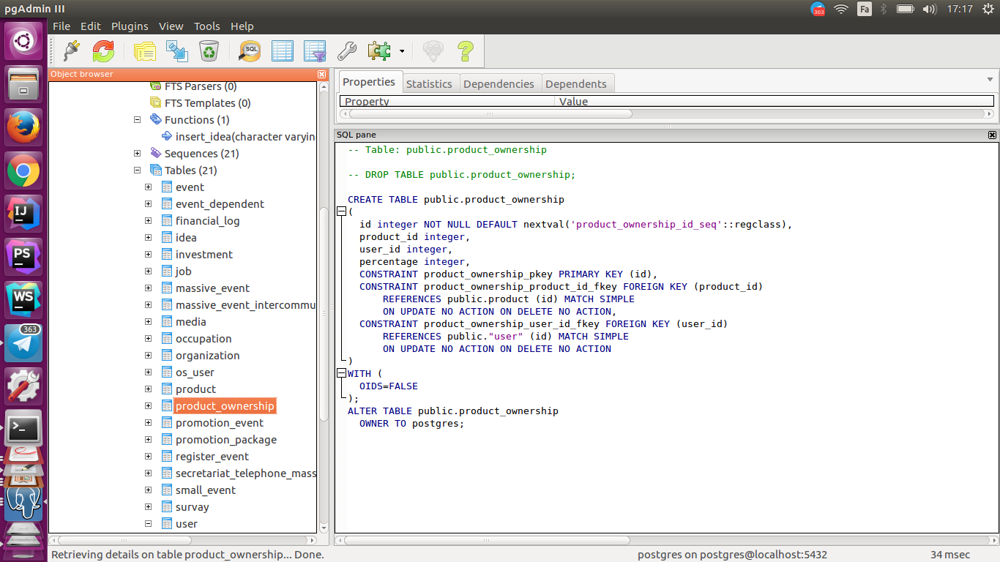 pgAdmin III
363
Fa
17:17
File Edit Plugins View Tools Help
SQL
Object browser
FTS Parsers (0)
FTS Templates (0)
Functions (1)
insert_idea(character varyin
Sequences (21)
Tables (21)
event
event_dependent
financial_log
idea
investment
job
massive_event
massive_event_intercommu
media
occupation
organization
os_user
product
product_ownership
promotion_event
promotion_package
register_event
secretariat_telephone_mass
small_event
survay
user
IJ
PS
WS
363
>_
Properties Statistics Dependencies Dependents
Property Value
SQL pane
-- Table: public.product_ownership
-- DROP TABLE public.product_ownership;
CREATE TABLE public.product_ownership
(
id integer NOT NULL DEFAULT nextval('product_ownership_id_seq'::regclass),
product_id integer,
user_id integer,
percentage integer,
CONSTRAINT product_ownership_pkey PRIMARY KEY (id),
CONSTRAINT product_ownership_product_id_fkey FOREIGN KEY (product_id)
REFERENCES public.product (id) MATCH SIMPLE
ON UPDATE NO ACTION ON DELETE NO ACTION,
CONSTRAINT product_ownership_user_id_fkey FOREIGN KEY (user_id)
REFERENCES public."user" (id) MATCH SIMPLE
ON UPDATE NO ACTION ON DELETE NO ACTION
)
WITH (
OIDS=FALSE
);
ALTER TABLE public.product_ownership
OWNER TO postgres;
Retrieving details on table product_ownership... Done.
postgres on postgres@localhost:5432
34 msec